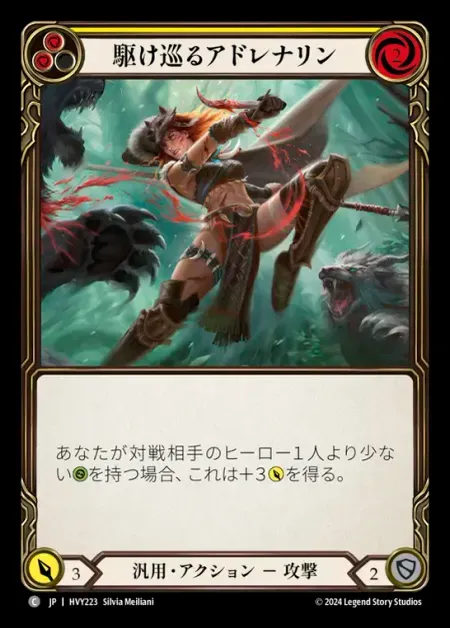 駆け巡るアドレナリン
2
あなたが対戦相手のヒーロー1人より少な
いを持つ場合、これは+3を得る。
3
汎用・アクション ー 攻撃
2
C JP | HVY223 Silvia Meiliani
© 2024 Legend Story Studios